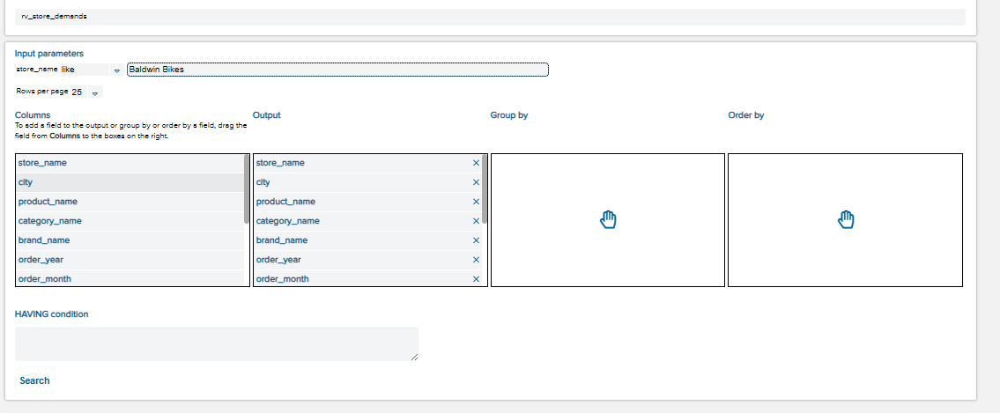 rv_store_demands
Input parameters
store_name like Baldwin Bikes
Rows per page 25
Columns Output Group by Order by
To add a field to the output or group by or order by a field, drag the
field from Columns to the boxes on the right.
store_name store_name ×
city city ×
product_name product_name ×
category_name category_name ×
brand_name brand_name ×
order_year order_year ×
order_month order_month ×
HAVING condition
Search